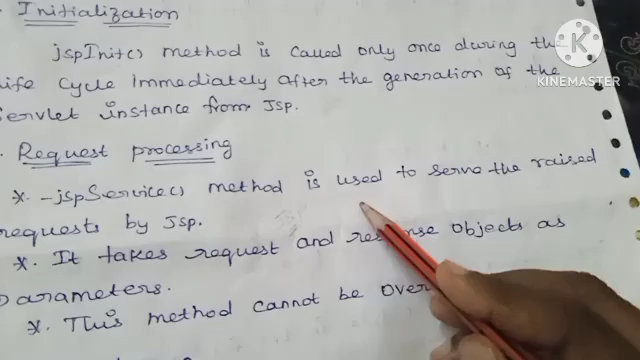 Initialization
jspInit() method is called only once during the
life cycle immediately after the generation of the
servlet instance from Jsp.
Request processing
*. -jspService() method is used to serve the raised
requests by Jsp.
*. It takes request and objects as
parameters.
*. This method cannot be over
KINEMASTER